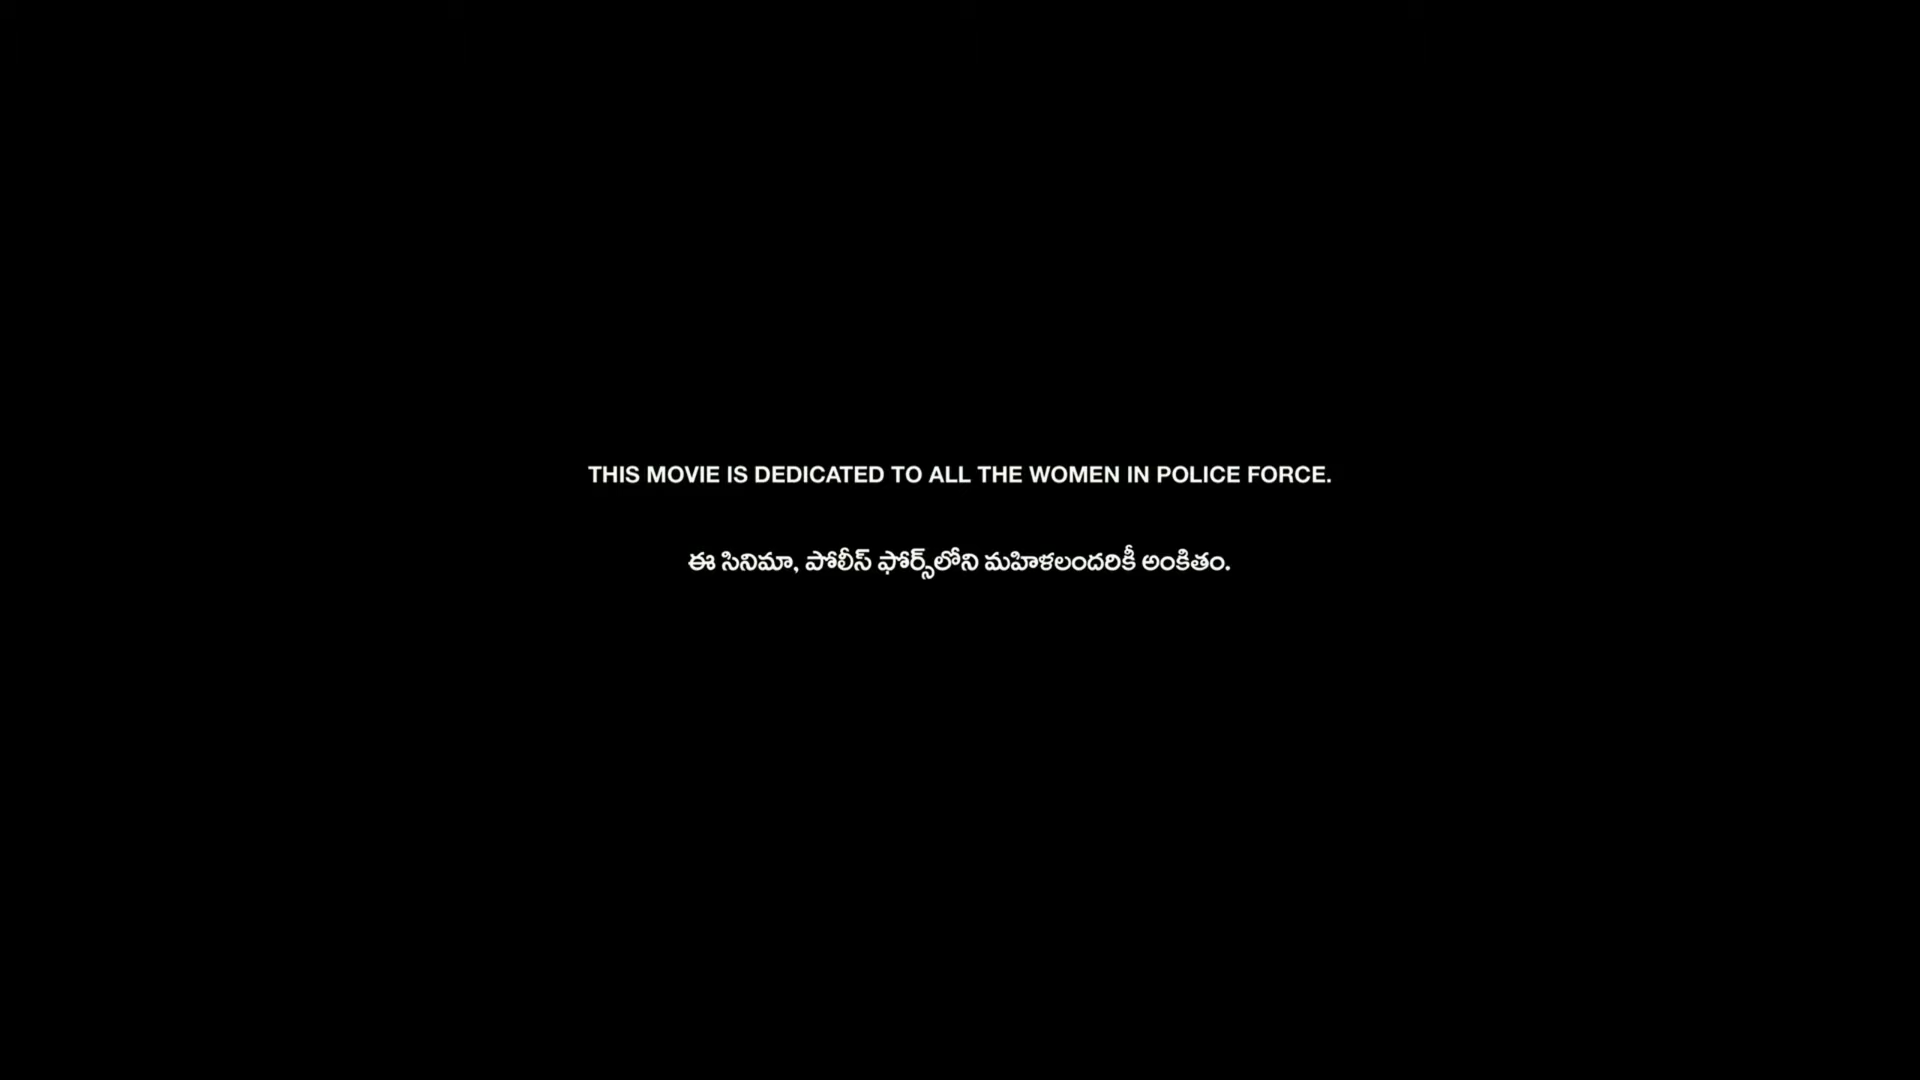 THIS MOVIE IS DEDICATED TO ALL THE WOMEN IN POLICE FORCE.
ఈ సినిమా, పోలీస్ ఫోర్స్‌లోని మహిళలందరికీ అంకితం.